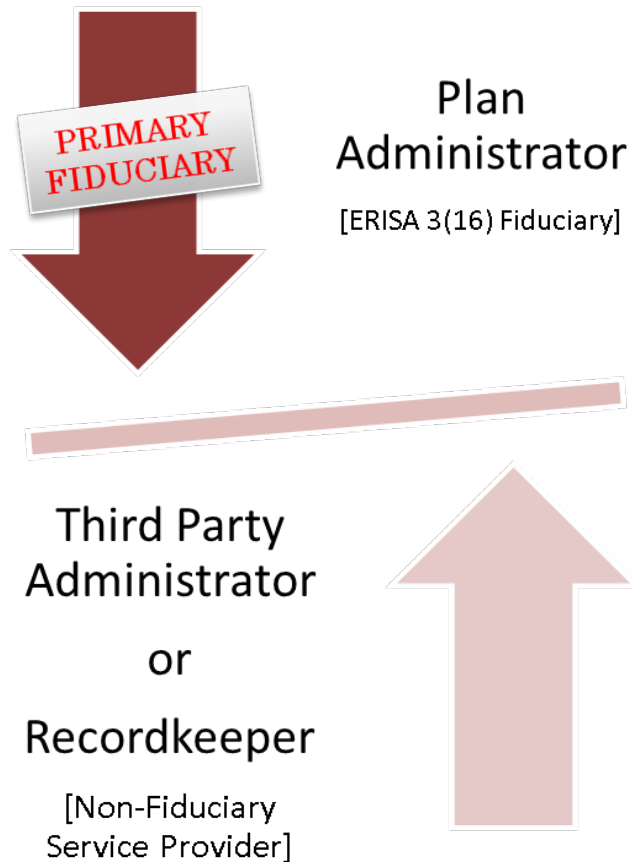 PRIMARY
FIDUCIARY
Plan
Administrator
[ERISA 3(16) Fiduciary]
Third Party
Administrator
or
Recordkeeper
[Non-Fiduciary
Service Provider]